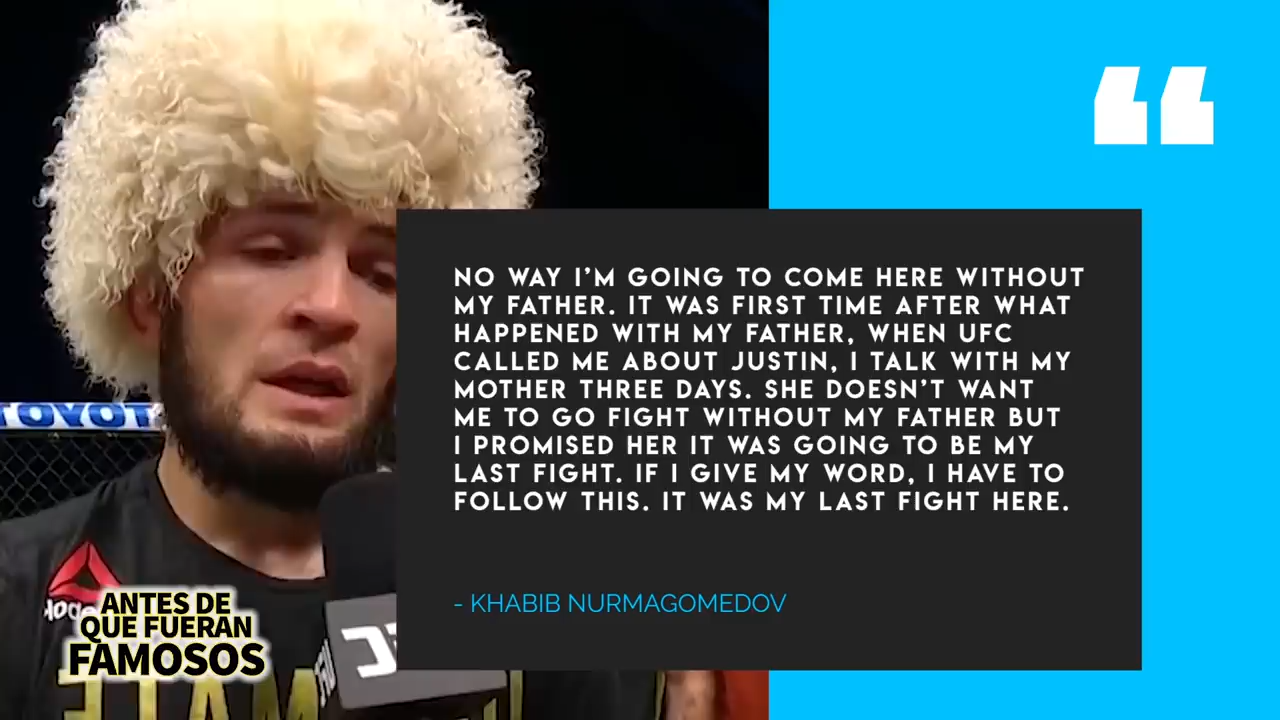 “
NO WAY I’M GOING TO COME HERE WITHOUT
MY FATHER. IT WAS FIRST TIME AFTER WHAT
HAPPENED WITH MY FATHER, WHEN UFC
CALLED ME ABOUT JUSTIN, I TALK WITH MY
MOTHER THREE DAYS. SHE DOESN’T WANT
ME TO GO FIGHT WITHOUT MY FATHER BUT
I PROMISED HER IT WAS GOING TO BE MY
LAST FIGHT. IF I GIVE MY WORD, I HAVE TO
FOLLOW THIS. IT WAS MY LAST FIGHT HERE.
- KHABIB NURMAGOMEDOV
TOYOT
ANTES DE
QUE FUERAN
FAMOSOS